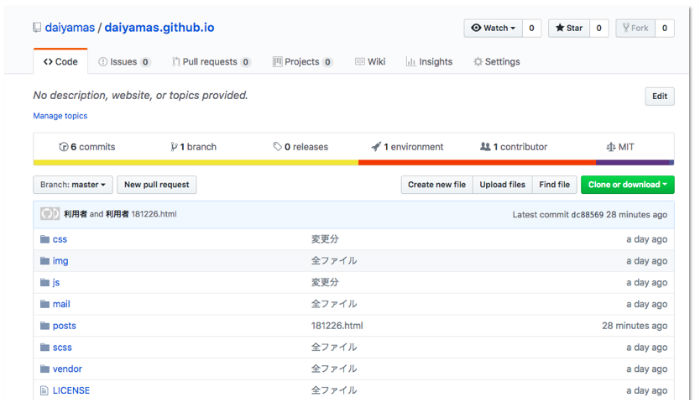 daiyamas / daiyamas.github.io Watch 0 Star 0 Fork 0
Code Issues 0 Pull requests 0 Projects 0 Wiki Insights Settings
No description, website, or topics provided. Edit
Manage topics
6 commits 1 branch 0 releases 1 environment 1 contributor MIT
Branch: master New pull request Create new file Upload files Find file Clone or download
利用者 and 利用者 181226.html Latest commit dc88569 28 minutes ago
css 変更分 a day ago
img 全ファイル a day ago
js 変更分 a day ago
mail 全ファイル a day ago
posts 181226.html 28 minutes ago
scss 全ファイル a day ago
vendor 全ファイル a day ago
LICENSE 全ファイル a day ago